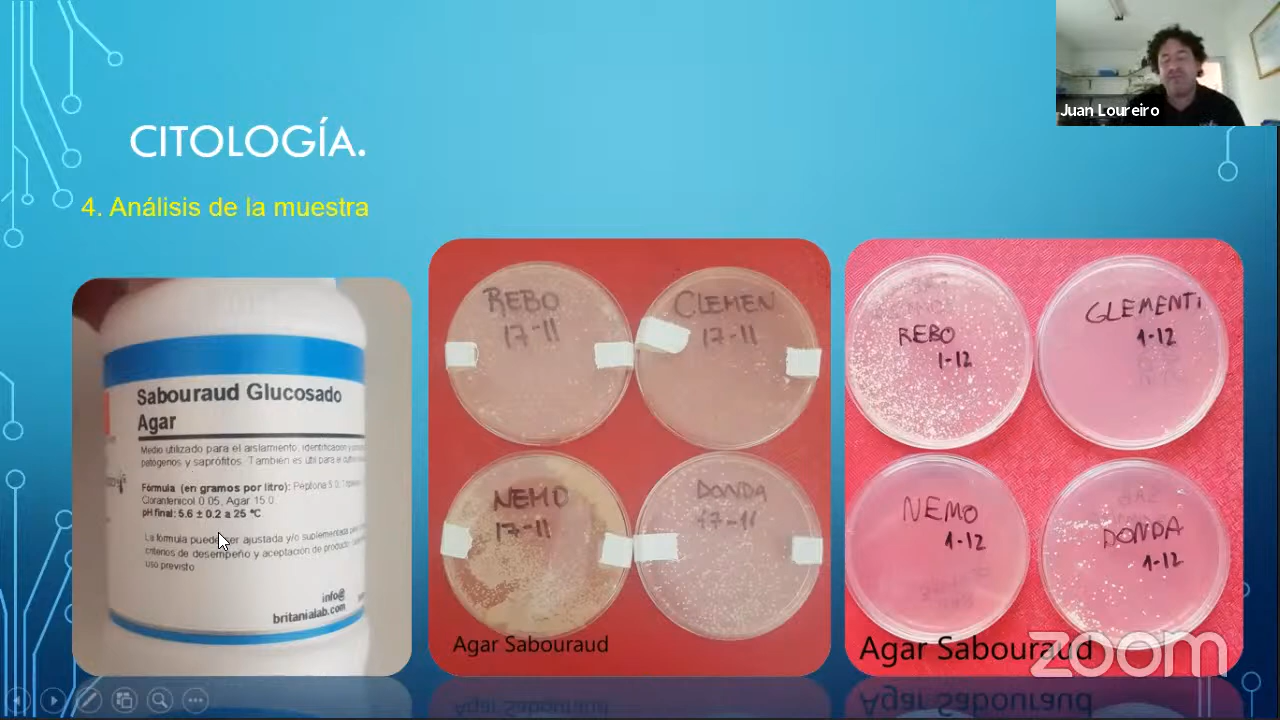 Juan Loureiro
CITOLOGÍA.
4. Análisis de la muestra
Sabouraud Glucosado
Agar
Medio utilizado para el aislamiento, identificación y
patógenos y saprófitos. También es útil para el
Fórmula (en gramos por litro): Peptona 5.0,
Cloranfenicol 0.05, Agar 15.0.
pH final: 5.6 ± 0.2 a 25 °C
La fórmula puede ser ajustada y/o suplementada
criterios de desempeño y aceptación de producto
uso previsto
info@
britanialab.com
REBO
17-11
CLEMEN
17-11
NEMO
17-11
DONDA
17-11
Agar Sabouraud
REBO
1-12
CLEMENTI
1-12
NEMO
1-12
DONDA
1-12
Agar Sabouraud
zoom